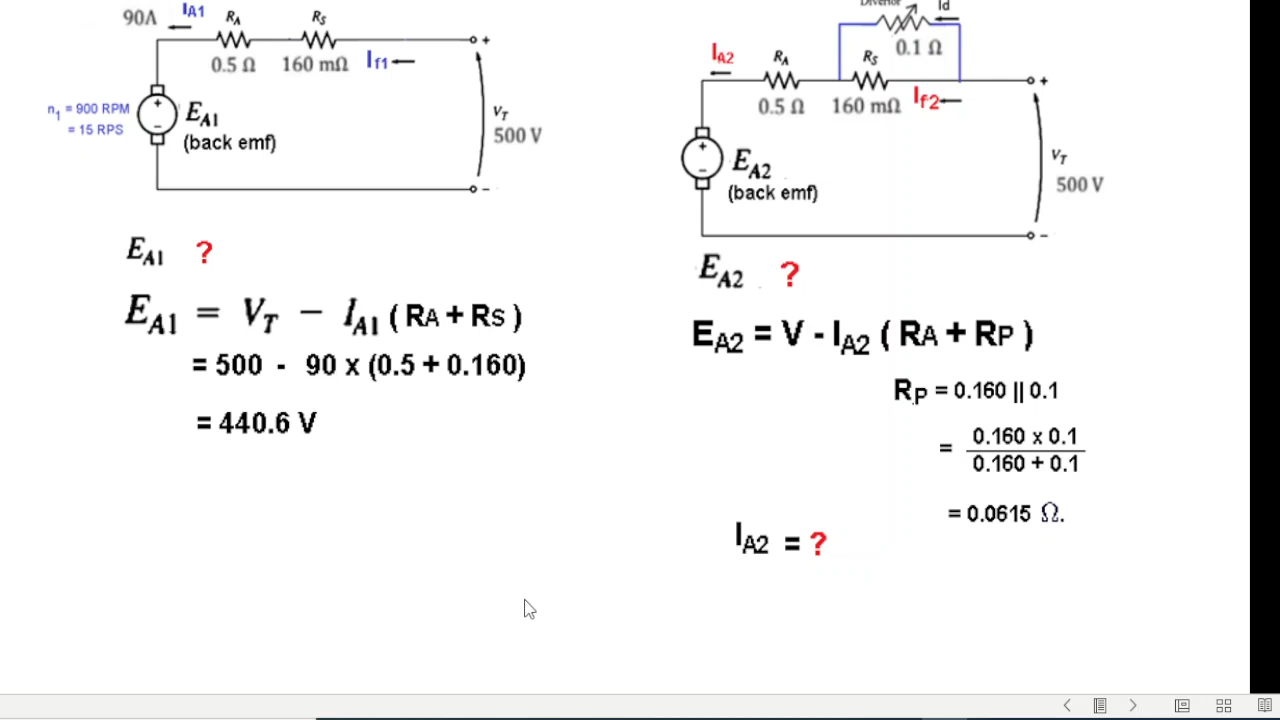 90A
IA1
RA
RS
0.5 Ω
160 mΩ
If1
+
n1 = 900 RPM
= 15 RPS
+
−
EA1
(back emf)
VT
500 V
−
EA1 ?
EA1 = VT − IA1 ( RA + RS )
= 500 - 90 x (0.5 + 0.160)
= 440.6 V
Id
0.1 Ω
IA2
RA
RS
0.5 Ω
160 mΩ
If2
+
+
−
EA2
(back emf)
VT
500 V
−
EA2 ?
EA2 = V - IA2 ( RA + RP )
RP = 0.160 || 0.1
= 0.160 x 0.1
0.160 + 0.1
= 0.0615 Ω.
IA2 = ?